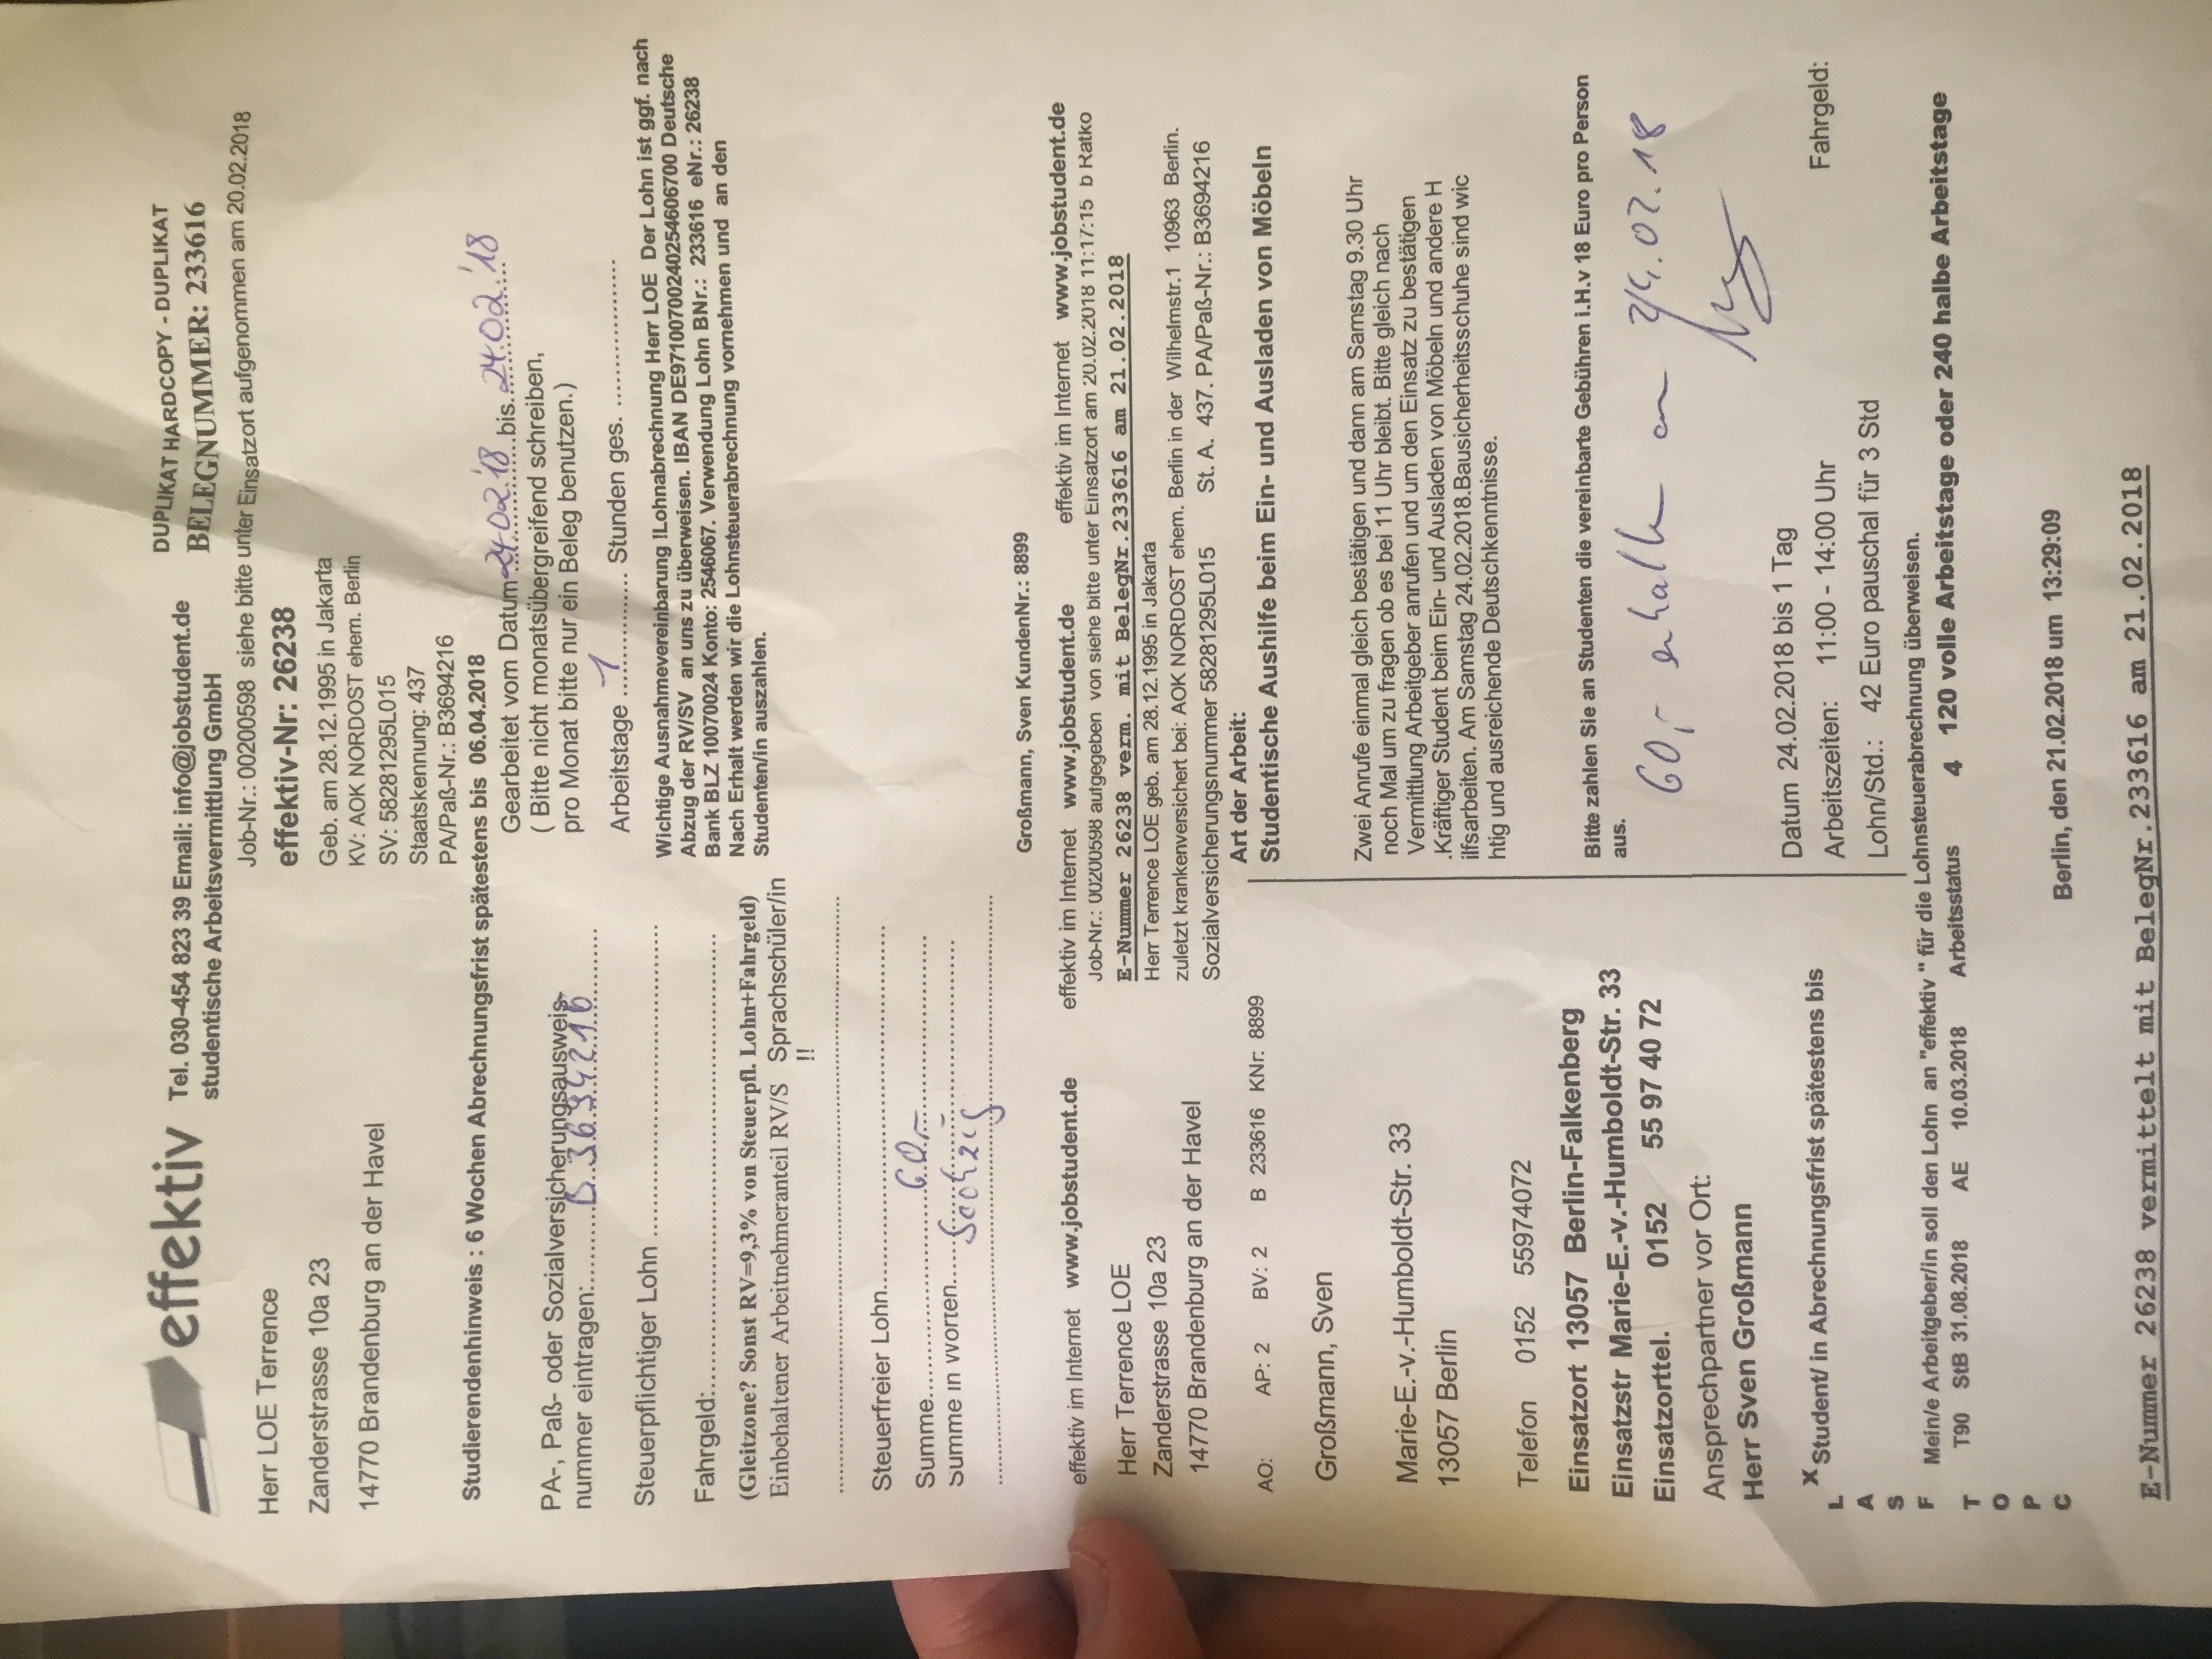 effektiv
Tel. 030-454 823 39 Email: info@jobstudent.de
studentische Arbeitsvermittlung GmbH
DUPLIKAT HARDCOPY - DUPLIKAT
BELEGNUMMER: 233616
Job-Nr.: 00200598 siehe bitte unter Einsatzort aufgenommen am 20.02.2018
Herr LOE Terrence
Zanderstrasse 10a 23
14770 Brandenburg an der Havel
effektiv-Nr: 26238
Geb. am 28.12.1995 in Jakarta
KV: AOK NORDOST ehem. Berlin
SV: 58281295L015
Staatskennung: 437
PA/Paß-Nr.: B3694216
Studierendenhinweis : 6 Wochen Abrechnungsfrist spätestens bis 06.04.2018
Gearbeitet vom Datum 24.02.'18 bis 24.02.'18
( Bitte nicht monatsübergreifend schreiben,
pro Monat bitte nur ein Beleg benutzen.)
PA-, Paß- oder Sozialversicherungsausweis-
nummer eintragen:.......... B 3694216
Arbeitstage 1 Stunden ges. ....................
Steuerpflichtiger Lohn ....................
Fahrgeld:....................
(Gleitzone? Sonst RV=9,3% von Steuerpfl. Lohn+Fahrgeld)
Einbehaltener Arbeitnehmeranteil RV/S Sprachschüler/in
!!
Wichtige Ausnahmevereinbarung !Lohnabrechnung Herr LOE Der Lohn ist ggf. nach
Abzug der RV/SV an uns zu überweisen. IBAN DE97100700240254606700 Deutsche
Bank BLZ 10070024 Konto: 2546067. Verwendung Lohn BNr.: 233616 eNr.: 26238
Nach Erhalt werden wir die Lohnsteuerabrechnung vornehmen und an den
Studenten/in auszahlen.
Steuerfreier Lohn....................
Summe.................... 60,-
Summe in Worten...... Sechzig
Großmann, Sven KundenNr.: 8899
effektiv im Internet www.jobstudent.de effektiv im Internet www.jobstudent.de effektiv im Internet www.jobstudent.de
Job-Nr.: 00200598 aufgegeben von siehe bitte unter Einsatzort am 20.02.2018 11:17:15 b Ratko
E-Nummer 26238 verm. mit BelegNr.233616 am 21.02.2018
Herr Terrence LOE geb. am 28.12.1995 in Jakarta
zuletzt krankenversichert bei: AOK NORDOST ehem. Berlin in der Wilhelmstr.1 10963 Berlin.
Sozialversicherungsnummer 58281295L015 St. A. 437. PA/Paß-Nr.: B3694216
Herr Terrence LOE
Zanderstrasse 10a 23
14770 Brandenburg an der Havel
AO: AP: 2 BV: 2 B 233616 KNr: 8899
Großmann, Sven
Marie-E.-v.-Humboldt-Str. 33
13057 Berlin
Telefon 0152 55974072
Einsatzort 13057 Berlin-Falkenberg
Einsatzstr Marie-E.-v.-Humboldt-Str. 33
Einsatzorttel. 0152 55 97 40 72
Ansprechpartner vor Ort:
Herr Sven Großmann
Art der Arbeit:
Studentische Aushilfe beim Ein- und Ausladen von Möbeln
Zwei Anrufe einmal gleich bestätigen und dann am Samstag 9.30 Uhr
noch Mal um zu fragen ob es bei 11 Uhr bleibt. Bitte gleich nach
Vermittlung Arbeitgeber anrufen und um den Einsatz zu bestätigen
.Kräftiger Student beim Ein- und Ausladen von Möbeln und andere H
ilfsarbeiten. Am Samstag 24.02.2018.Bausicherheitsschuhe sind wic
htig und ausreichende Deutschkenntnisse.
Bitte zahlen Sie an Studenten die vereinbarte Gebühren i.H.v 18 Euro pro Person
aus.
60,- erhalten am 24.02.18
Datum 24.02.2018 bis 1 Tag
Arbeitszeiten: 11:00 - 14:00 Uhr Fahrgeld:
Lohn/Std.: 42 Euro pauschal für 3 Std
X Student/ in Abrechnungsfrist spätestens bis
L
A
S
F
T
O
P
C
Mein/e Arbeitgeber/in soll den Lohn an "effektiv " für die Lohnsteuerabrechnung überweisen.
T90 StB 31.08.2018 AE 10.03.2018 Arbeitsstatus 4 120 volle Arbeitstage oder 240 halbe Arbeitstage
Berlin, den 21.02.2018 um 13:29:09
E-Nummer 26238 vermittelt mit BelegNr.233616 am 21.02.2018